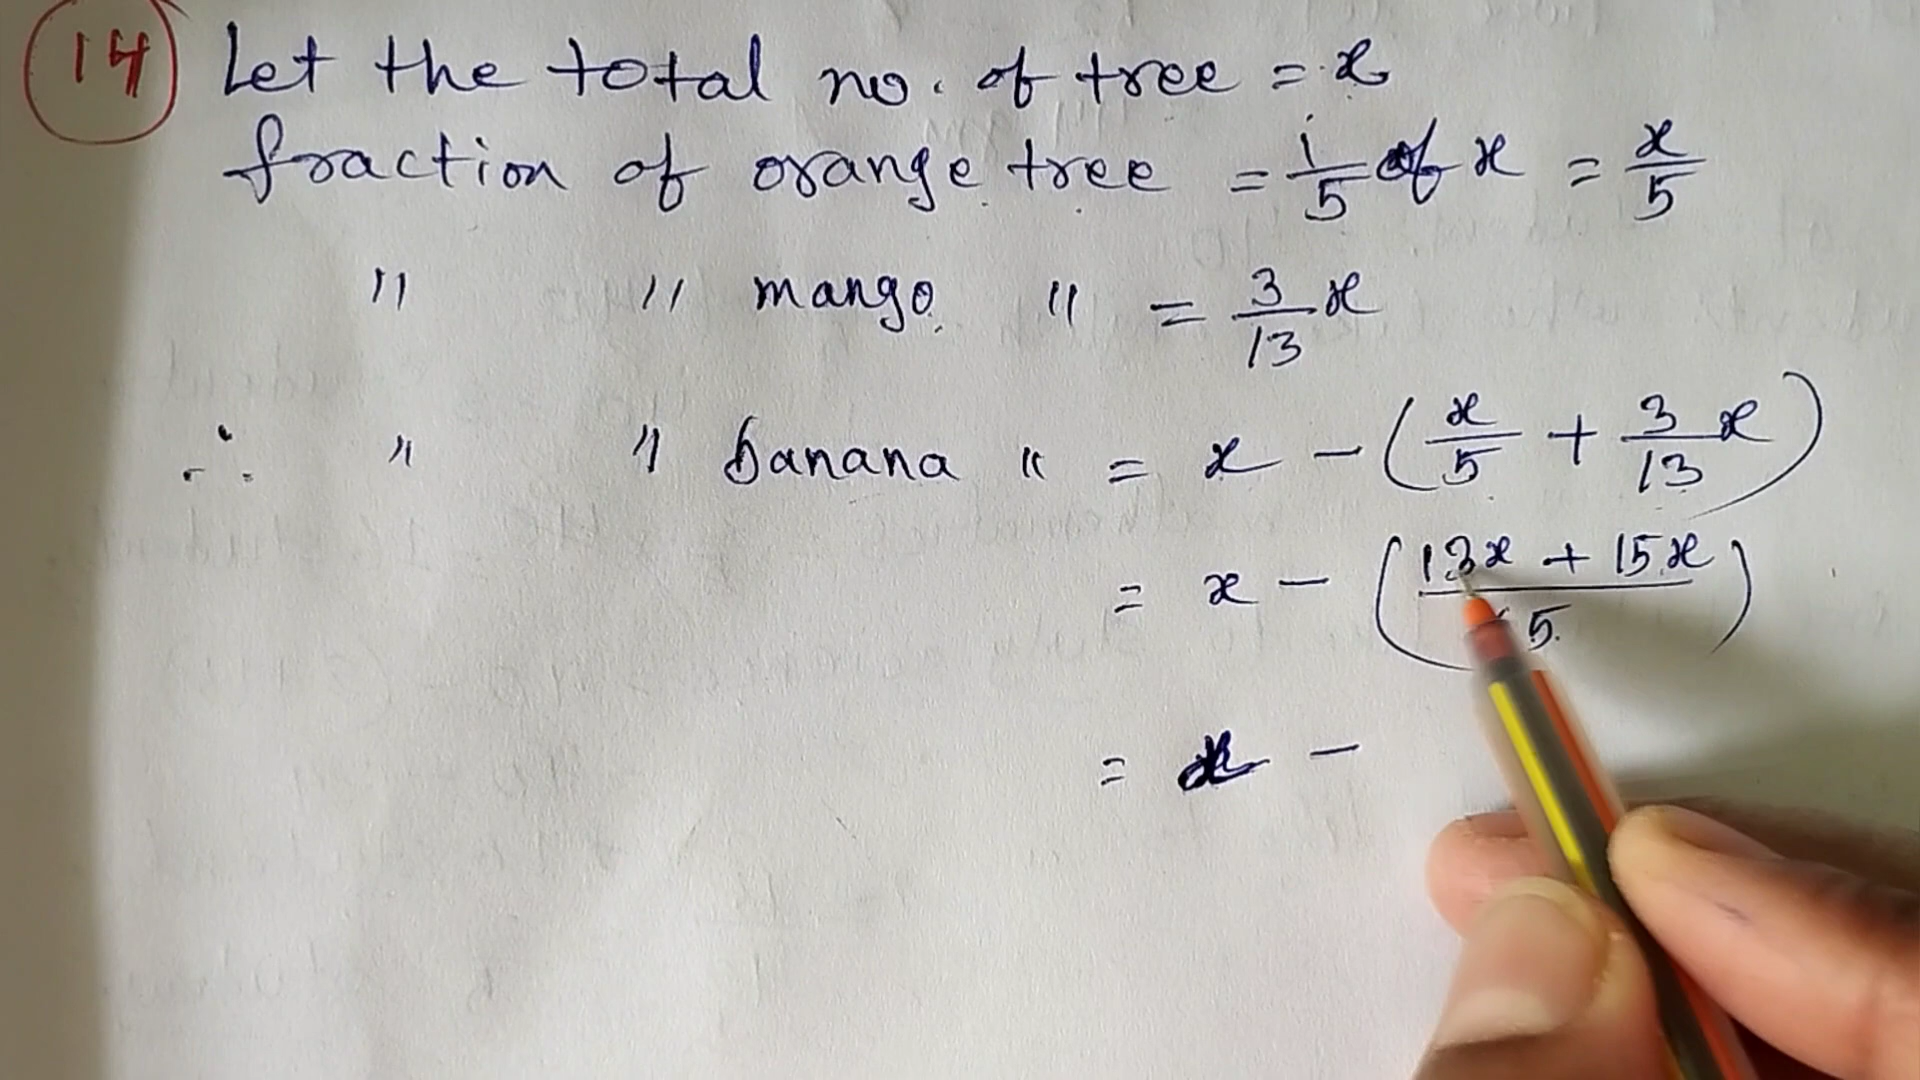 14 Let the total no. of tree = x
fraction of orange tree = 1/5 of x = x/5
" " mango " = 3/13 x
∴ " " banana " = x - (x/5 + 3/13 x)
= x - (13x + 15x / 5)
= x -